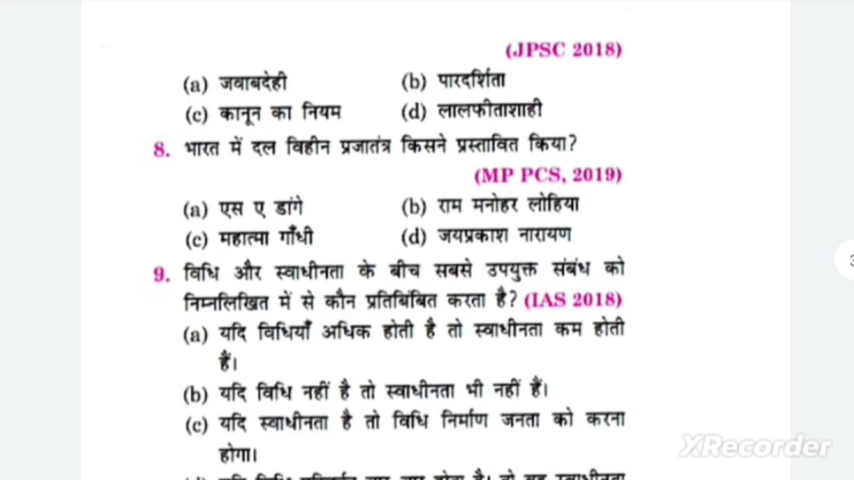 (JPSC 2018)
(a) जवाबदेही (b) पारदर्शिता
(c) कानून का नियम (d) लालफीताशाही
8. भारत में दल विहीन प्रजातंत्र किसने प्रस्तावित किया?
(MP PCS, 2019)
(a) एस ए डांगे (b) राम मनोहर लोहिया
(c) महात्मा गाँधी (d) जयप्रकाश नारायण
9. विधि और स्वाधीनता के बीच सबसे उपयुक्त संबंध को
निम्नलिखित में से कौन प्रतिबिंबित करता है? (IAS 2018)
(a) यदि विधियाँ अधिक होती है तो स्वाधीनता कम होती
हैं।
(b) यदि विधि नहीं है तो स्वाधीनता भी नहीं हैं।
(c) यदि स्वाधीनता है तो विधि निर्माण जनता को करना
होगा।
XRecorder